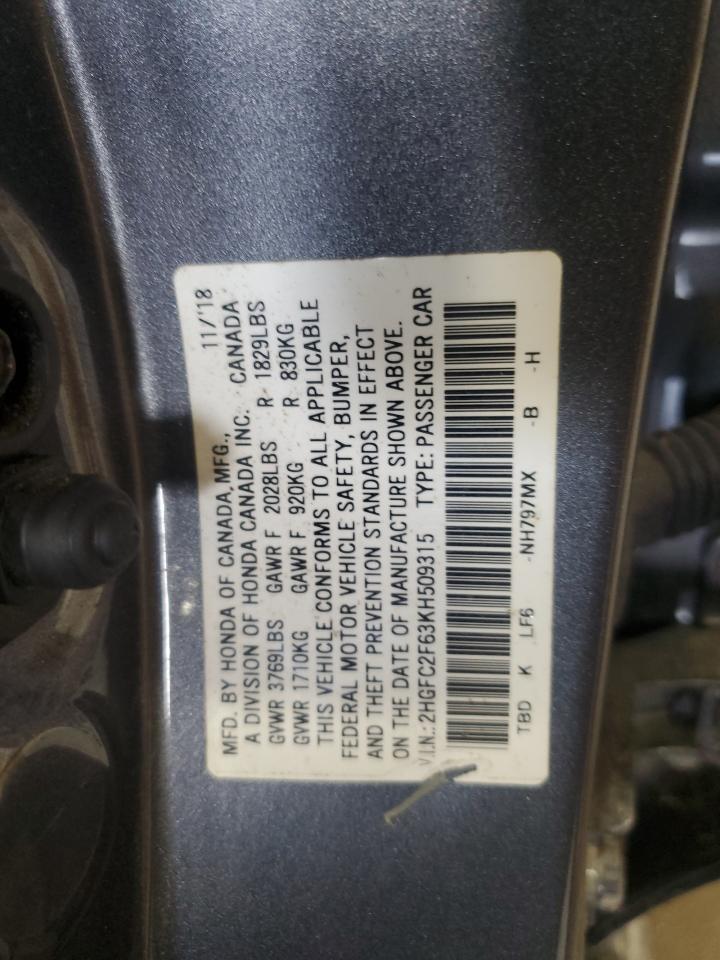 MFD. BY HONDA OF CANADA MFG., 11/'18
A DIVISION OF HONDA CANADA INC. CANADA
GVWR 3769LBS GAWR F 2028LBS R 1829LBS
GVWR 1710KG GAWR F 920KG R 830KG
THIS VEHICLE CONFORMS TO ALL APPLICABLE
FEDERAL MOTOR VEHICLE SAFETY, BUMPER,
AND THEFT PREVENTION STANDARDS IN EFFECT
ON THE DATE OF MANUFACTURE SHOWN ABOVE.
V.I.N.: 2HGFC2F63KH509315 TYPE: PASSENGER CAR
TBD K LF6 -NH797MX -B -H